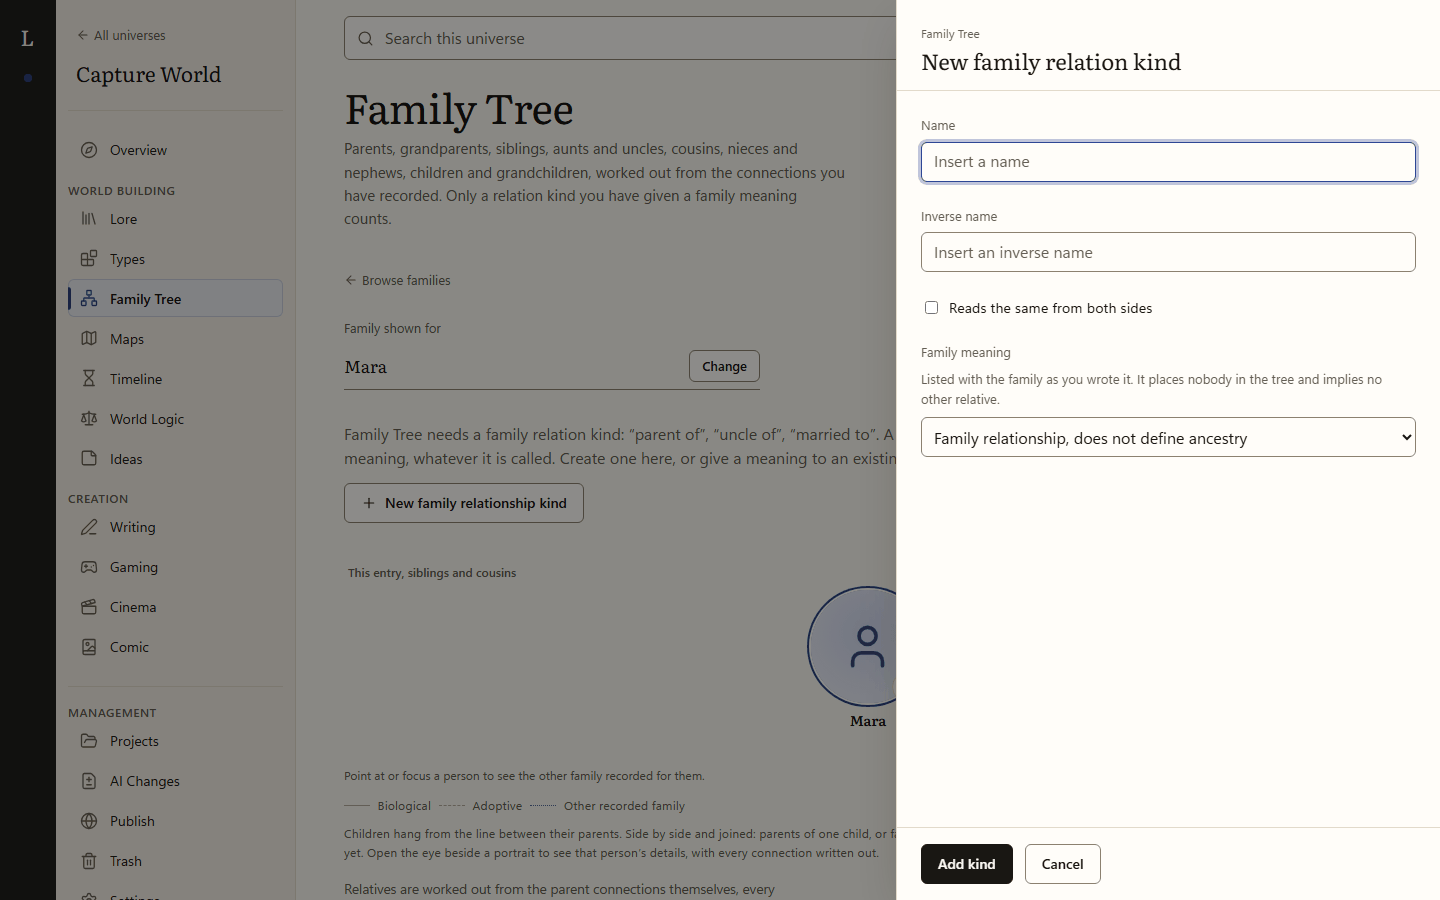 L
All universes
Capture World
Overview
WORLD BUILDING
Lore
Types
Family Tree
Maps
Timeline
World Logic
Ideas
CREATION
Writing
Gaming
Cinema
Comic
MANAGEMENT
Projects
AI Changes
Publish
Trash
Settings
Search this universe
Family Tree
Parents, grandparents, siblings, aunts and uncles, cousins, nieces and
nephews, children and grandchildren, worked out from the connections you
have recorded. Only a relation kind you have given a family meaning
counts.
Browse families
Family shown for
Mara
Change
Family Tree needs a family relation kind: “parent of”, “uncle of”, “married to”. A
meaning, whatever it is called. Create one here, or give a meaning to an existin
New family relationship kind
This entry, siblings and cousins
Mara
Point at or focus a person to see the other family recorded for them.
Biological
Adoptive
Other recorded family
Children hang from the line between their parents. Side by side and joined: parents of one child, or fa
yet. Open the eye beside a portrait to see that person's details, with every connection written out.
Relatives are worked out from the parent connections themselves, every
Family Tree
New family relation kind
Name
Insert a name
Inverse name
Insert an inverse name
Reads the same from both sides
Family meaning
Listed with the family as you wrote it. It places nobody in the tree and implies no
other relative.
Family relationship, does not define ancestry
Add kind
Cancel